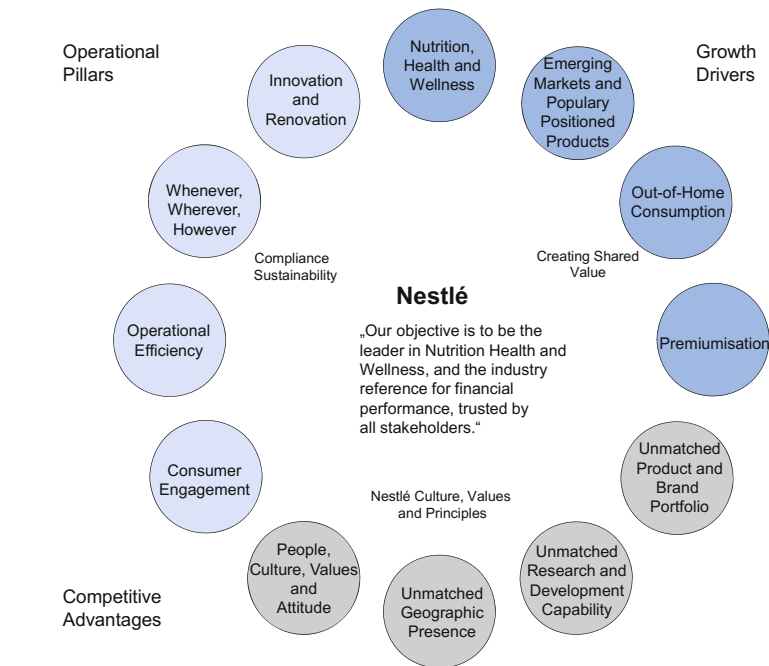 Operational
Pillars
Nutrition,
Health and
Wellness
Growth
Drivers
Innovation
and
Renovation
Emerging
Markets and
Populary
Positioned
Products
Whenever,
Wherever,
However
Out-of-Home
Consumption
Compliance
Sustainability
Creating Shared
Value
Nestlé
„Our objective is to be the
leader in Nutrition Health and
Wellness, and the industry
reference for financial
performance, trusted by
all stakeholders.“
Operational
Efficiency
Premiumisation
Consumer
Engagement
Unmatched
Product and
Brand
Portfolio
Nestlé Culture, Values
and Principles
People,
Culture, Values
and
Attitude
Unmatched
Geographic
Presence
Unmatched
Research and
Development
Capability
Competitive
Advantages